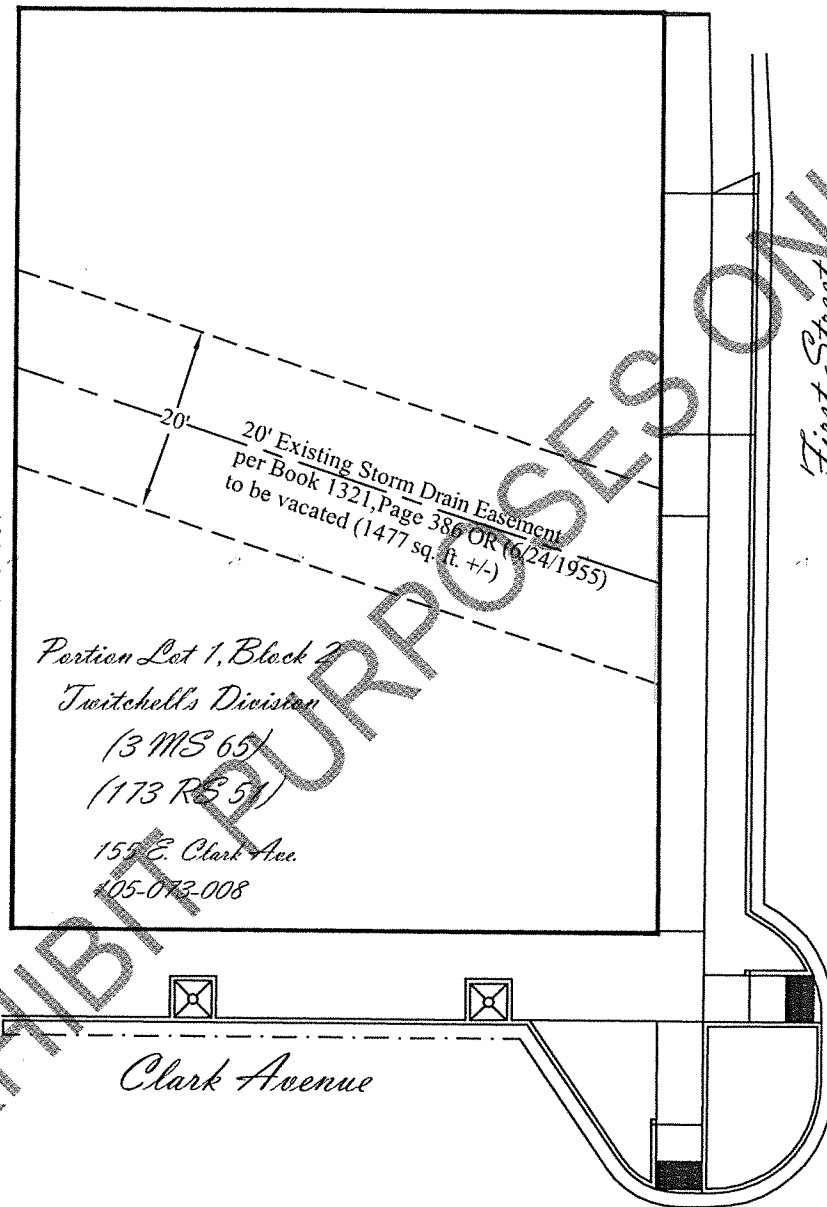 20'
20' Existing Storm Drain Easement
per Book 1321, Page 386 OR (6/24/1955)
to be vacated (1477 sq. ft. +/-)
First Street
Portion Lot 1, Block 2
Twitchell's Division
(3 MS 65)
(173 RS 51)
155 E. Clark Ave.
105-073-008
Clark Avenue
EXHIBIT PURPOSES ONLY